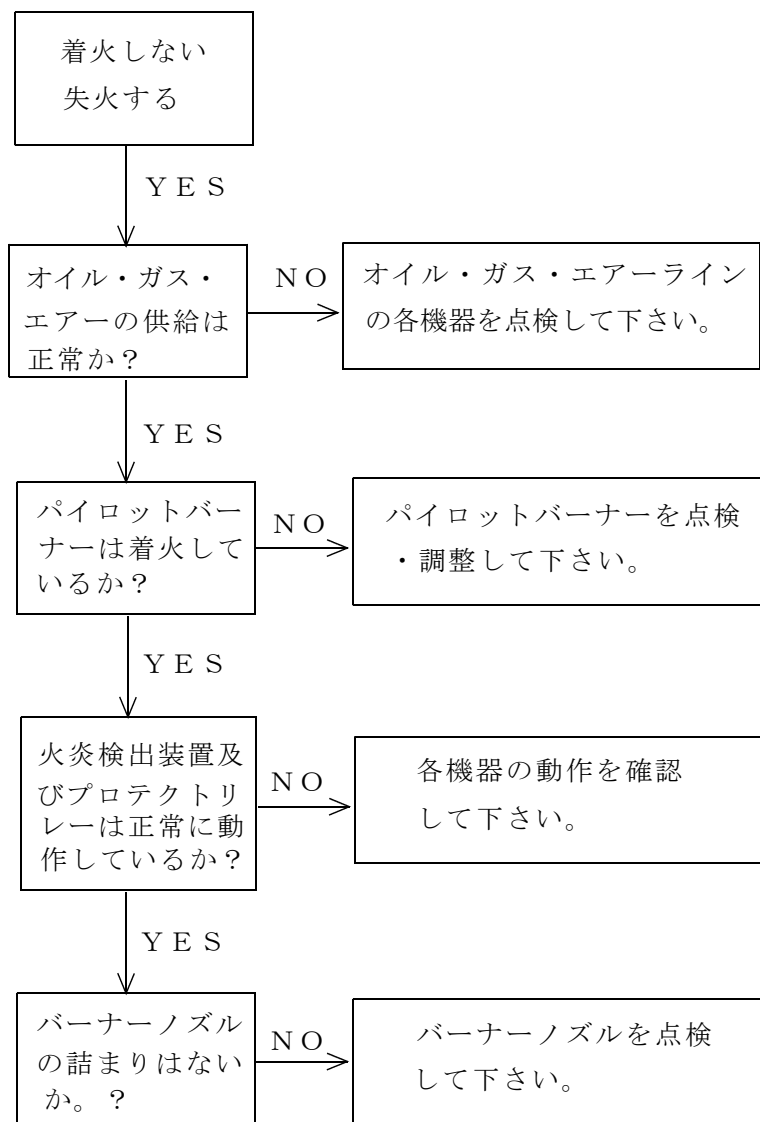 着火しない
失火する
ＹＥＳ
オイル・ガス・
エアーの供給は
正常か？
ＮＯ
オイル・ガス・エアーライン
の各機器を点検して下さい。
ＹＥＳ
パイロットバー
ナーは着火して
いるか？
ＮＯ
パイロットバーナーを点検
・調整して下さい。
ＹＥＳ
火炎検出装置及
びプロテクトリ
レーは正常に動
作しているか？
ＮＯ
各機器の動作を確認
して下さい。
ＹＥＳ
バーナーノズル
の詰まりはない
か。？
ＮＯ
バーナーノズルを点検
して下さい。